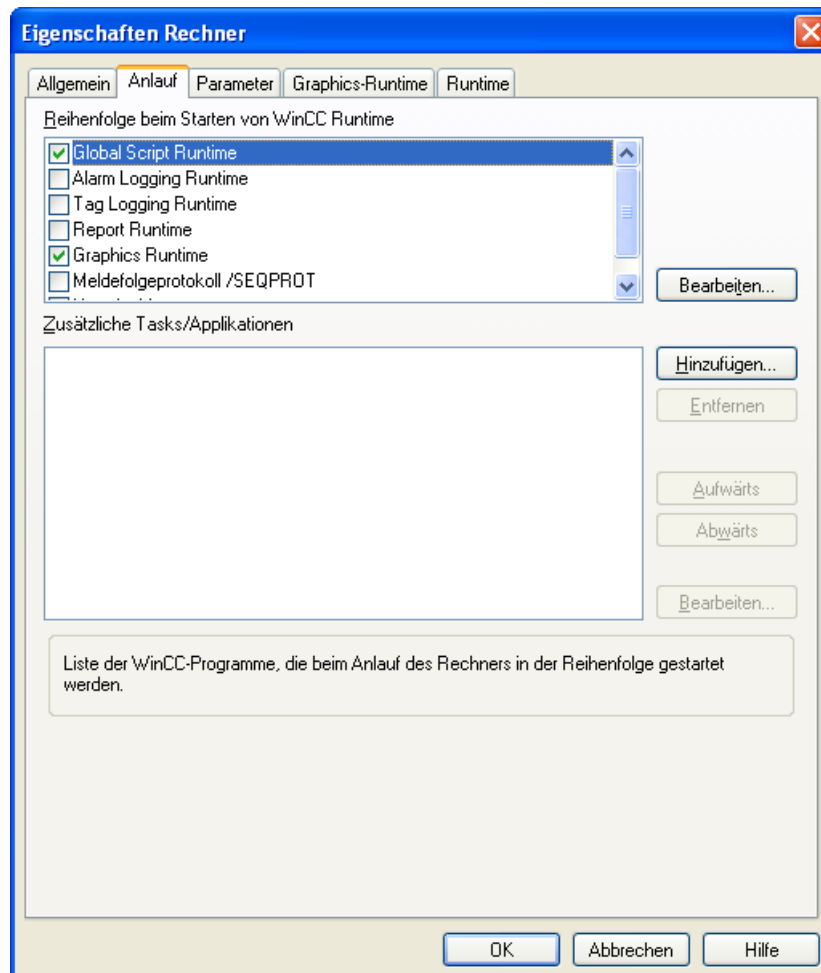 Eigenschaften Rechner
Allgemein Anlauf Parameter Graphics-Runtime Runtime
Reihenfolge beim Starten von WinCC Runtime
Global Script Runtime
Alarm Logging Runtime
Tag Logging Runtime
Report Runtime
Graphics Runtime
Meldefolgeprotokoll /SEQPROT
Bearbeiten...
Zusätzliche Tasks/Applikationen
Hinzufügen...
Entfernen
Aufwärts
Abwärts
Bearbeiten...
Liste der WinCC-Programme, die beim Anlauf des Rechners in der Reihenfolge gestartet
werden.
OK Abbrechen Hilfe